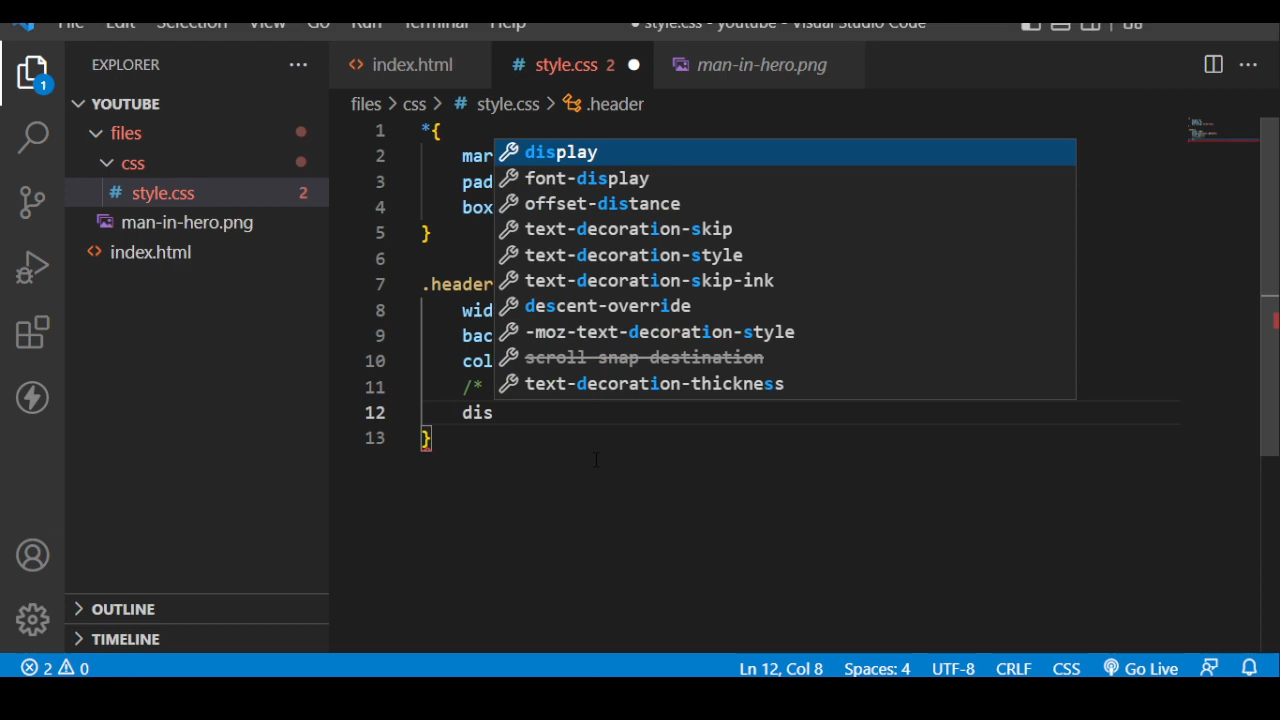 File Edit Selection View Go Run Terminal Help
style.css - youtube - Visual Studio Code
1
EXPLORER
YOUTUBE
files
css
# style.css 2
man-in-hero.png
index.html
OUTLINE
TIMELINE
<> index.html
# style.css 2
man-in-hero.png
files > css > # style.css > .header
1 *{
2 mar
3 pad
4 box
5 }
6
7 .header
8 wid
9 bac
10 col
11 /*
12 dis
13 }
display
font-display
offset-distance
text-decoration-skip
text-decoration-style
text-decoration-skip-ink
descent-override
-moz-text-decoration-style
scroll-snap-destination
text-decoration-thickness
2 0
Ln 12, Col 8 Spaces: 4 UTF-8 CRLF CSS Go Live